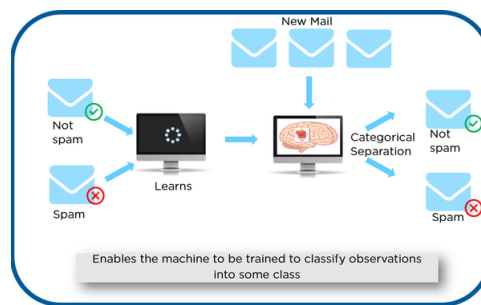 New Mail
Not
spam
Spam
Learns
Categorical
Separation
Not
spam
Spam
Enables the machine to be trained to classify observations
into some class